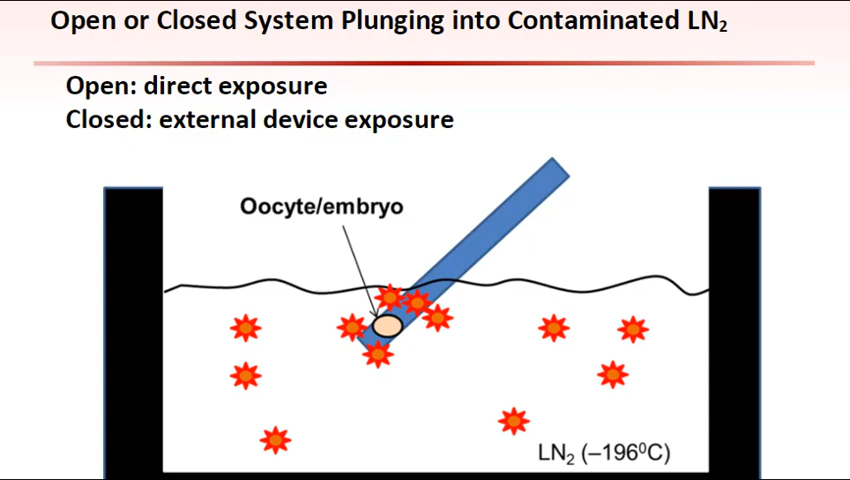 Open or Closed System Plunging into Contaminated LN₂
Open: direct exposure
Closed: external device exposure
Oocyte/embryo
LN₂ (–196⁰C)